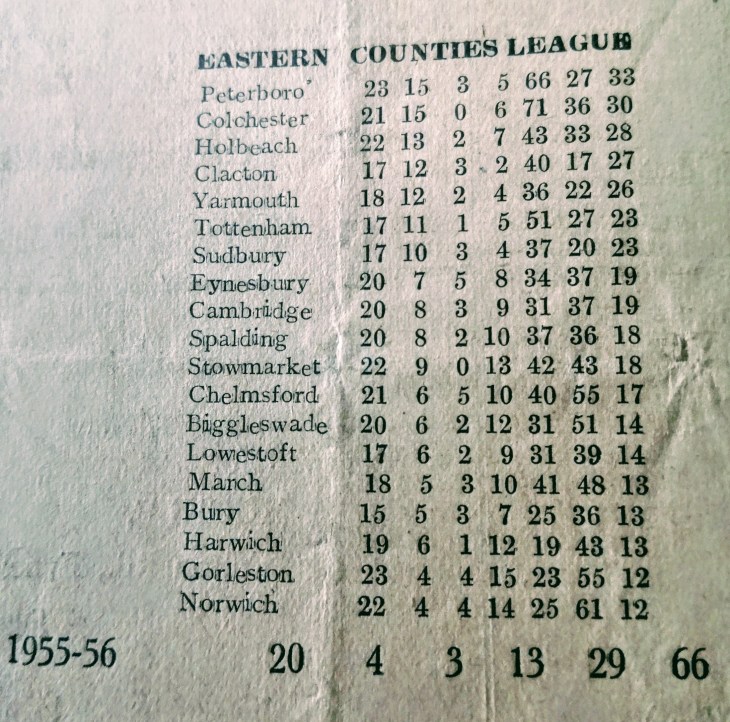 EASTERN COUNTIES LEAGUE
Peterboro' 23 15 3 5 66 27 33
Colchester 21 15 0 6 71 36 30
Holbeach 22 13 2 7 43 33 28
Clacton 17 12 3 2 40 17 27
Yarmouth 18 12 2 4 36 22 26
Tottenham 17 11 1 5 51 27 23
Sudbury 17 10 3 4 37 20 23
Eynesbury 20 7 5 8 34 37 19
Cambridge 20 8 3 9 31 37 19
Spalding 20 8 2 10 37 36 18
Stowmarket 22 9 0 13 42 43 18
Chelmsford 21 6 5 10 40 55 17
Biggleswade 20 6 2 12 31 51 14
Lowestoft 17 6 2 9 31 39 14
March 18 5 3 10 41 48 13
Bury 15 5 3 7 25 36 13
Harwich 19 6 1 12 19 43 13
Gorleston 23 4 4 15 23 55 12
Norwich 22 4 4 14 25 61 12
1955-56 20 4 3 13 29 66